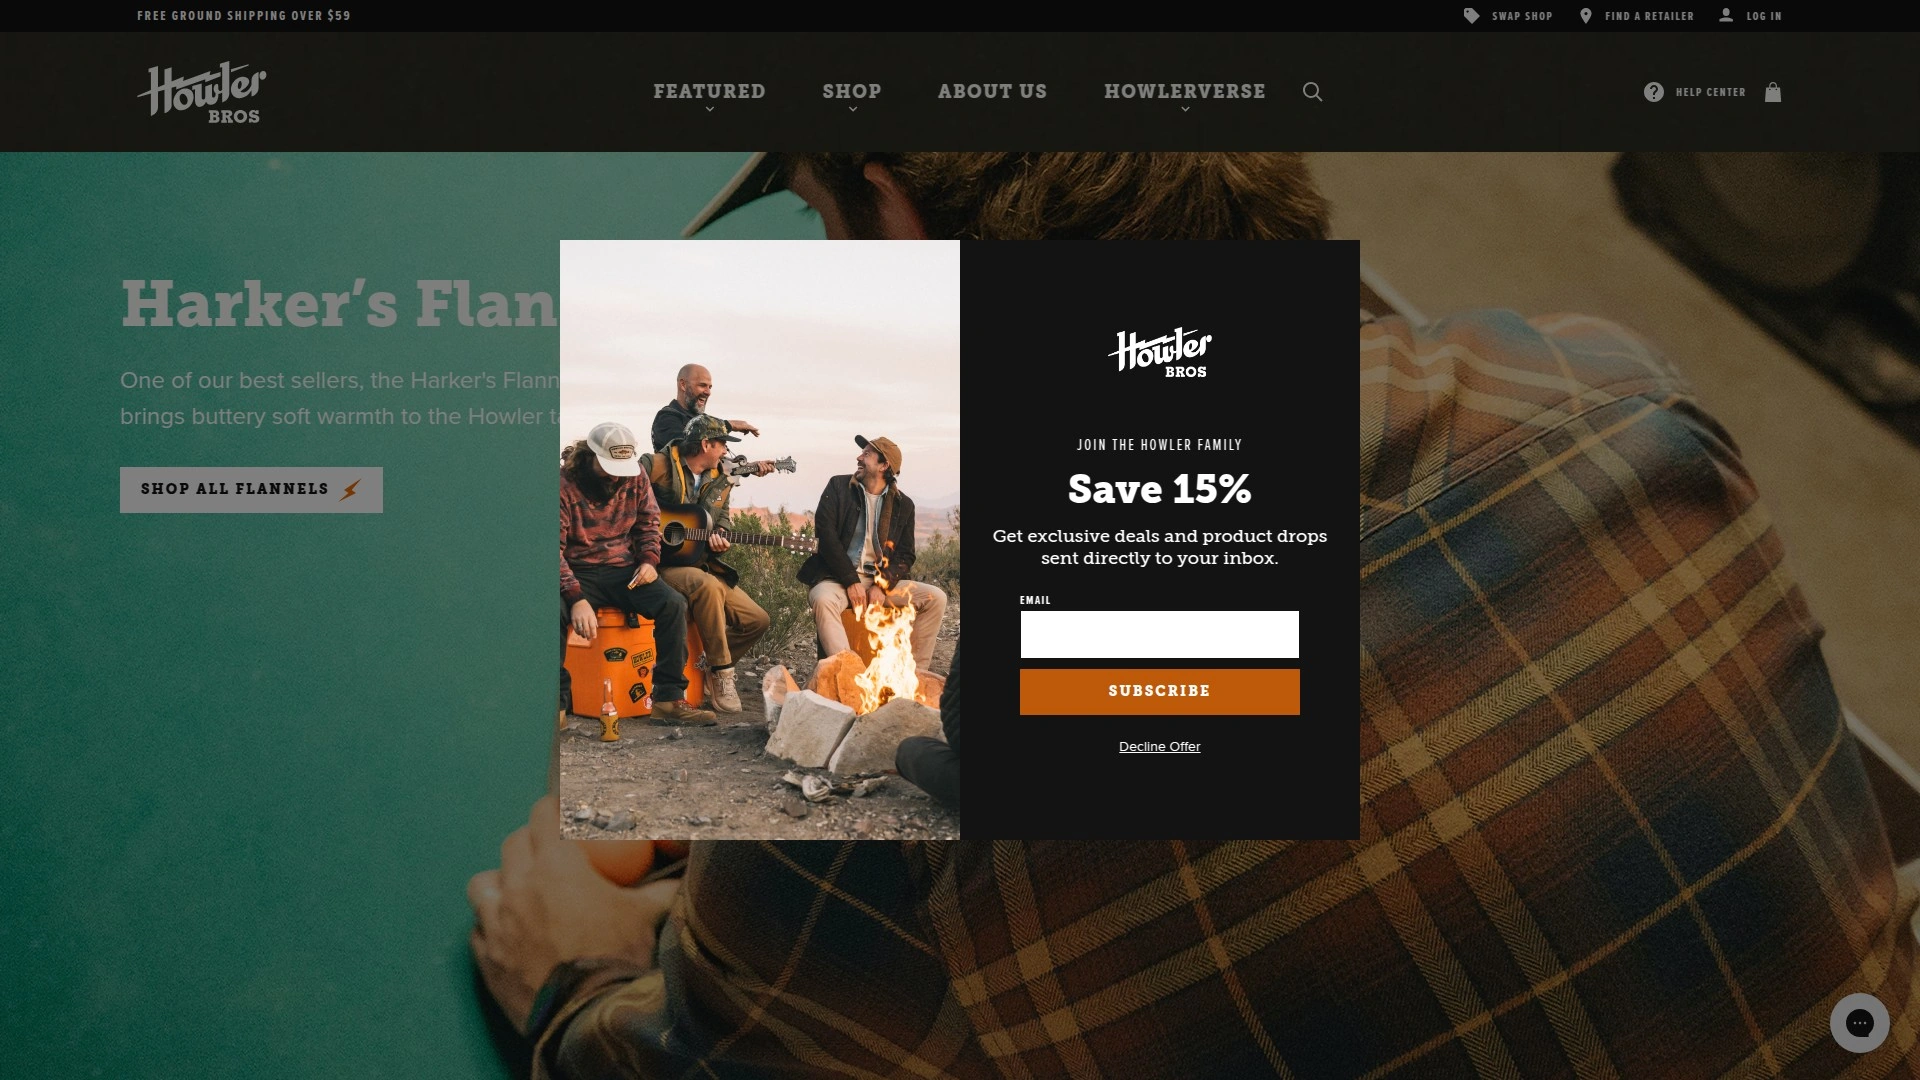 FREE GROUND SHIPPING OVER $59
SWAP SHOP
FIND A RETAILER
LOG IN
Howler
BROS
FEATURED
SHOP
ABOUT US
HOWLERVERSE
HELP CENTER
Harker's Flan
One of our best sellers, the Harker's Flann
brings buttery soft warmth to the Howler ta
SHOP ALL FLANNELS
Howler
BROS
JOIN THE HOWLER FAMILY
Save 15%
Get exclusive deals and product drops
sent directly to your inbox.
EMAIL
SUBSCRIBE
Decline Offer